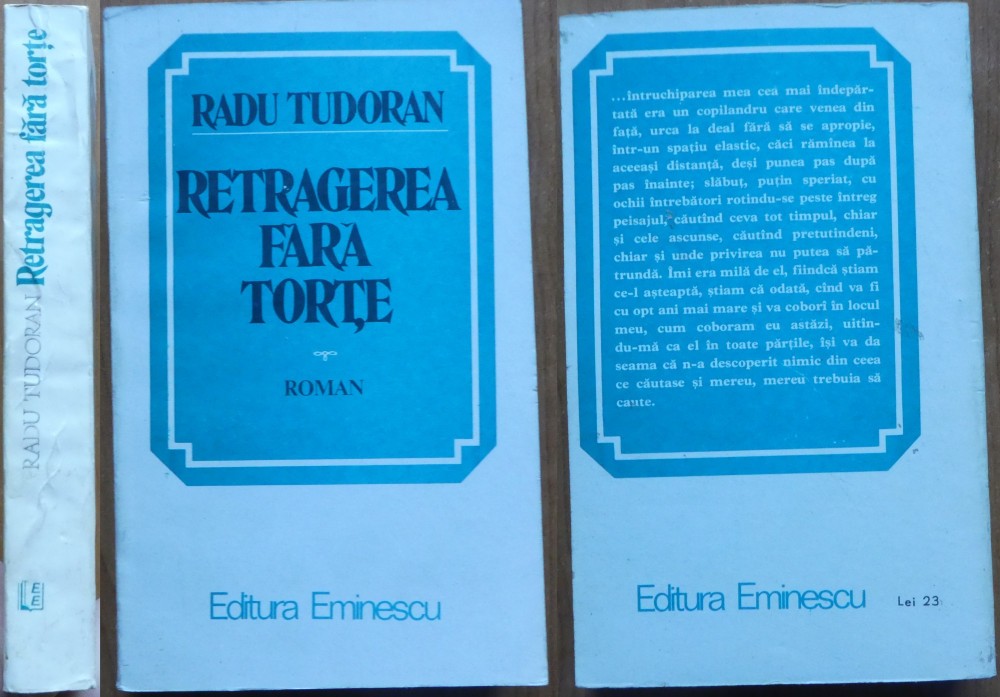 RADU TUDORAN Retragerea fără torțe
EE
RADU TUDORAN
RETRAGEREA
FĂRĂ
TORȚE
ROMAN
Editura Eminescu
...întruchiparea mea cea mai îndepăr-
tată era un copilandru care venea din
față, urca la deal fără să se apropie,
într-un spațiu elastic, căci rămînea la
aceeași distanță, deși punea pas după
pas înainte; slăbuț, puțin speriat, cu
ochii întrebători rotindu-se peste întreg
peisajul, căutînd ceva tot timpul, chiar
și cele ascunse, căutînd pretutindeni,
chiar și unde privirea nu putea să pă-
trundă. Îmi era milă de el, fiindcă știam
ce-l așteaptă, știam că odată, cînd va fi
cu opt ani mai mare și va coborî în locul
meu, cum coboram eu astăzi, uitîn-
du-mă ca el în toate părțile, își va da
seama că n-a descoperit nimic din ceea
ce căutase și mereu, mereu trebuia să
caute.
Editura Eminescu
Lei 23